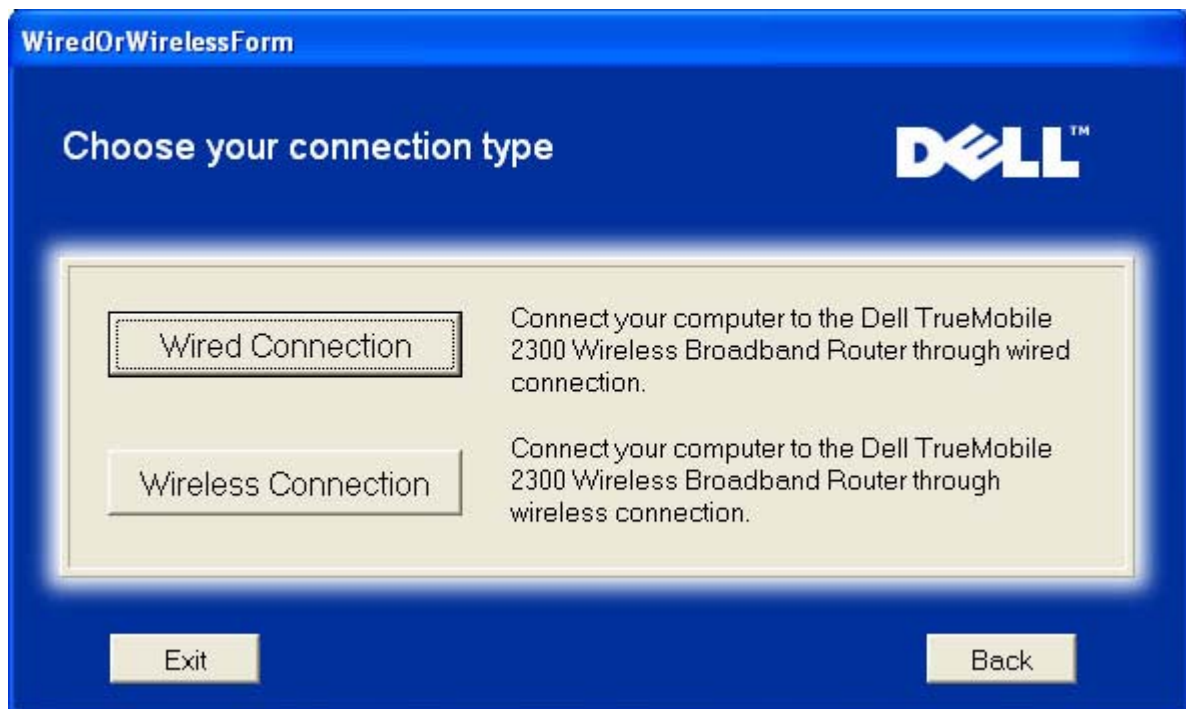 WiredOrWirelessForm
Choose your connection type
DELL™
Wired Connection
Connect your computer to the Dell TrueMobile
2300 Wireless Broadband Router through wired
connection.
Wireless Connection
Connect your computer to the Dell TrueMobile
2300 Wireless Broadband Router through
wireless connection.
Exit
Back